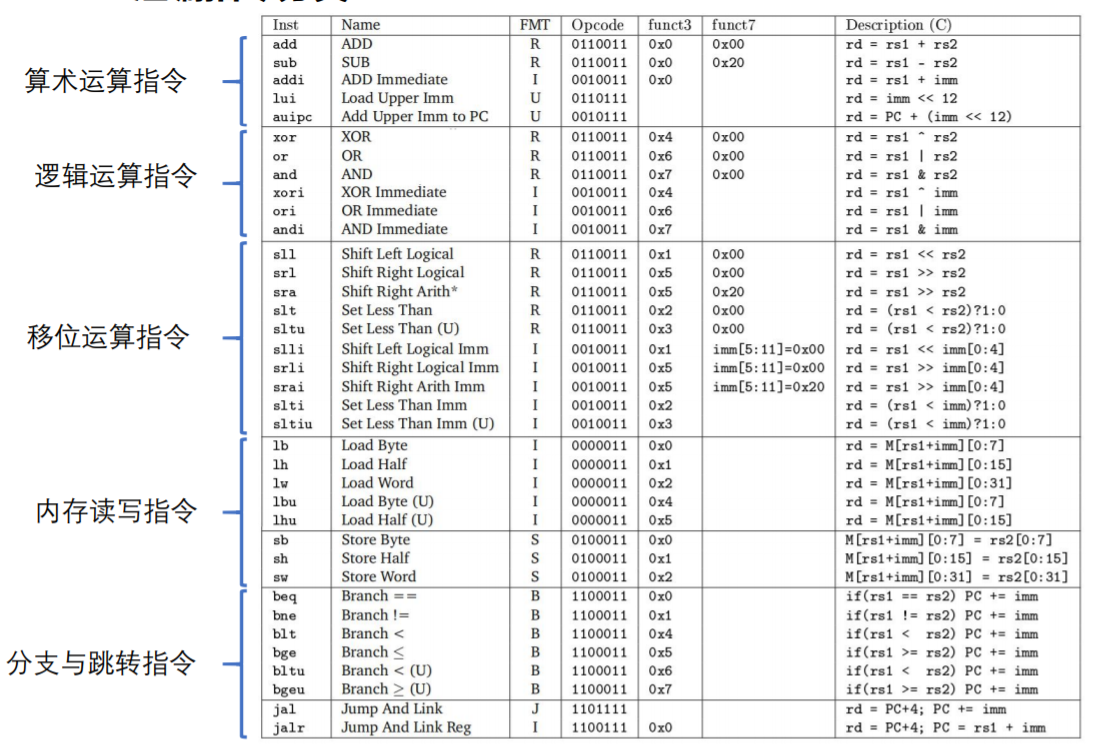 Inst Name FMT Opcode funct3 funct7 Description (C)
算术运算指令
add ADD R 0110011 0x0 0x00 rd = rs1 + rs2
sub SUB R 0110011 0x0 0x20 rd = rs1 - rs2
addi ADD Immediate I 0010011 0x0 rd = rs1 + imm
lui Load Upper Imm U 0110111 rd = imm << 12
auipc Add Upper Imm to PC U 0010111 rd = PC + (imm << 12)
逻辑运算指令
xor XOR R 0110011 0x4 0x00 rd = rs1 ^ rs2
or OR R 0110011 0x6 0x00 rd = rs1 | rs2
and AND R 0110011 0x7 0x00 rd = rs1 & rs2
xori XOR Immediate I 0010011 0x4 rd = rs1 ^ imm
ori OR Immediate I 0010011 0x6 rd = rs1 | imm
andi AND Immediate I 0010011 0x7 rd = rs1 & imm
移位运算指令
sll Shift Left Logical R 0110011 0x1 0x00 rd = rs1 << rs2
srl Shift Right Logical R 0110011 0x5 0x00 rd = rs1 >> rs2
sra Shift Right Arith* R 0110011 0x5 0x20 rd = rs1 >> rs2
slt Set Less Than R 0110011 0x2 0x00 rd = (rs1 < rs2)?1:0
sltu Set Less Than (U) R 0110011 0x3 0x00 rd = (rs1 < rs2)?1:0
slli Shift Left Logical Imm I 0010011 0x1 imm[5:11]=0x00 rd = rs1 << imm[0:4]
srli Shift Right Logical Imm I 0010011 0x5 imm[5:11]=0x00 rd = rs1 >> imm[0:4]
srai Shift Right Arith Imm I 0010011 0x5 imm[5:11]=0x20 rd = rs1 >> imm[0:4]
slti Set Less Than Imm I 0010011 0x2 rd = (rs1 < imm)?1:0
sltiu Set Less Than Imm (U) I 0010011 0x3 rd = (rs1 < imm)?1:0
内存读写指令
lb Load Byte I 0000011 0x0 rd = M[rs1+imm][0:7]
lh Load Half I 0000011 0x1 rd = M[rs1+imm][0:15]
lw Load Word I 0000011 0x2 rd = M[rs1+imm][0:31]
lbu Load Byte (U) I 0000011 0x4 rd = M[rs1+imm][0:7]
lhu Load Half (U) I 0000011 0x5 rd = M[rs1+imm][0:15]
sb Store Byte S 0100011 0x0 M[rs1+imm][0:7] = rs2[0:7]
sh Store Half S 0100011 0x1 M[rs1+imm][0:15] = rs2[0:15]
sw Store Word S 0100011 0x2 M[rs1+imm][0:31] = rs2[0:31]
分支与跳转指令
beq Branch == B 1100011 0x0 if(rs1 == rs2) PC += imm
bne Branch != B 1100011 0x1 if(rs1 != rs2) PC += imm
blt Branch < B 1100011 0x4 if(rs1 < rs2) PC += imm
bge Branch ≤ B 1100011 0x5 if(rs1 >= rs2) PC += imm
bltu Branch < (U) B 1100011 0x6 if(rs1 < rs2) PC += imm
bgeu Branch ≥ (U) B 1100011 0x7 if(rs1 >= rs2) PC += imm
jal Jump And Link J 1101111 rd = PC+4; PC += imm
jalr Jump And Link Reg I 1100111 0x0 rd = PC+4; PC = rs1 + imm